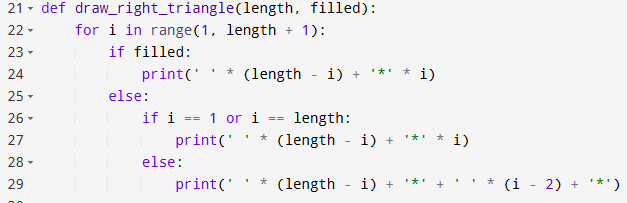 21 def draw_right_triangle(length, filled):
22     for i in range(1, length + 1):
23         if filled:
24             print(' ' * (length - i) + '*' * i)
25         else:
26             if i == 1 or i == length:
27                 print(' ' * (length - i) + '*' * i)
28             else:
29                 print(' ' * (length - i) + '*' + ' ' * (i - 2) + '*')